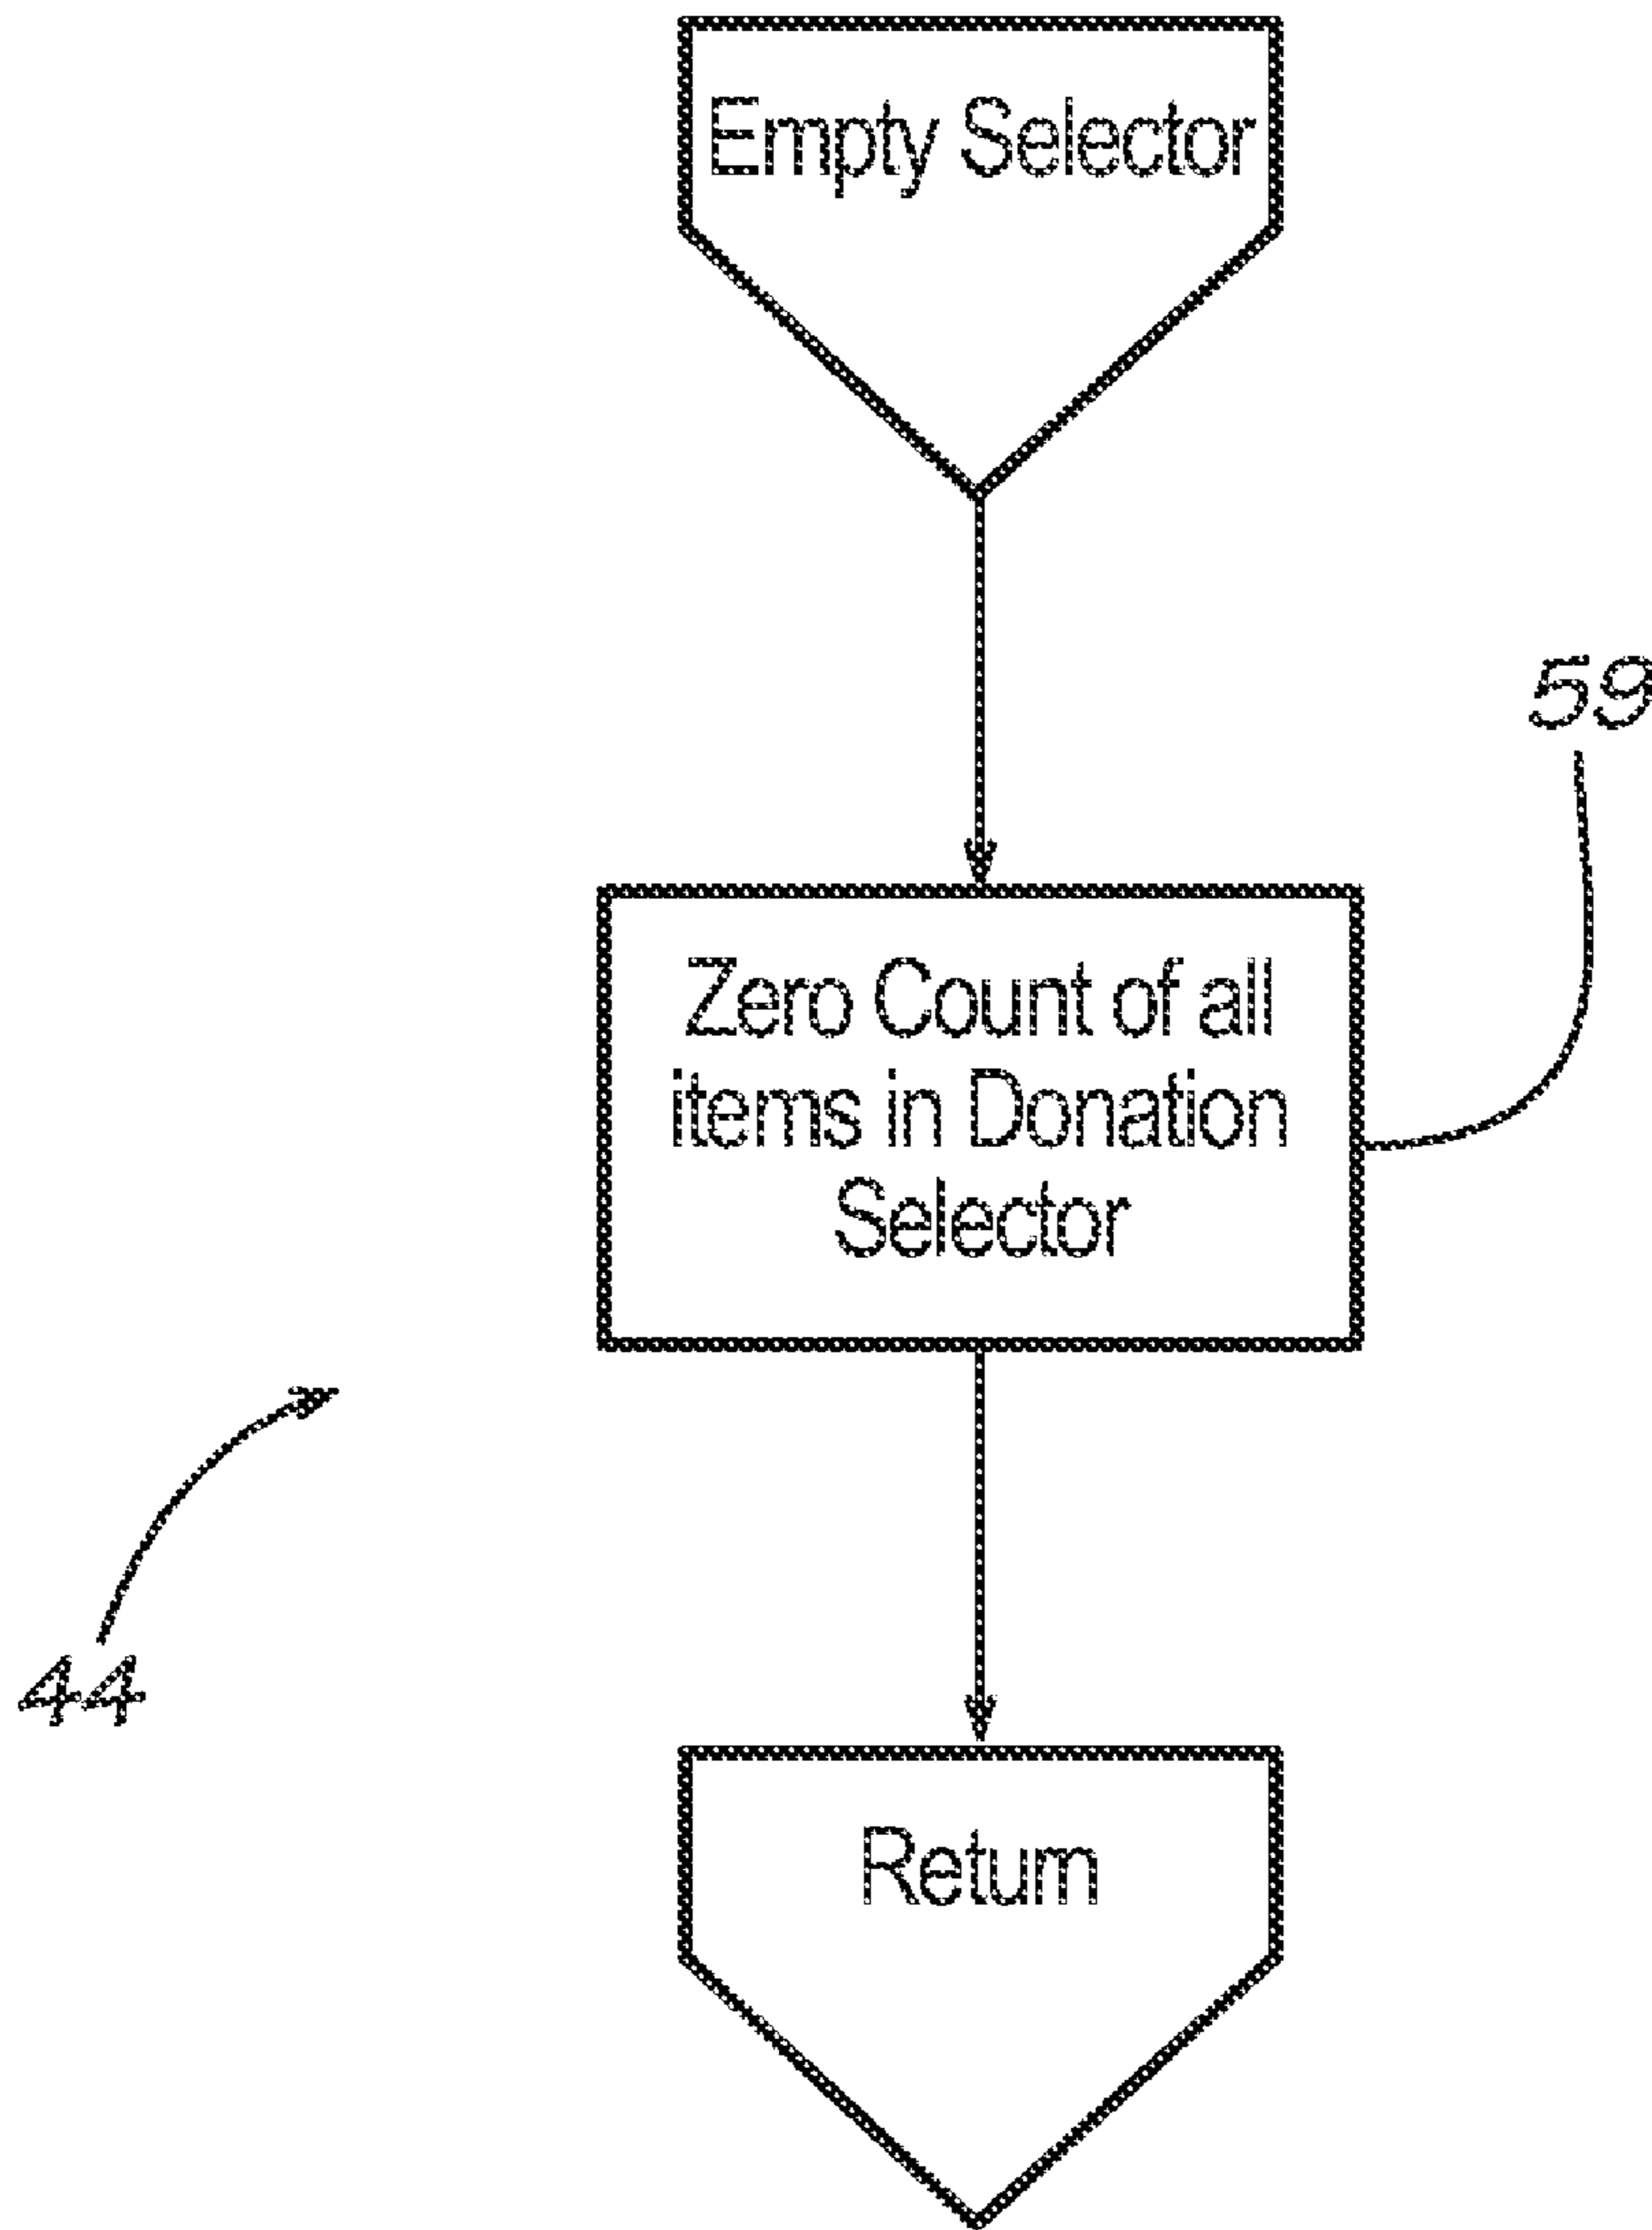 Empty Selector
59
Zero Count of all
items in Donation
Selector
44
Return